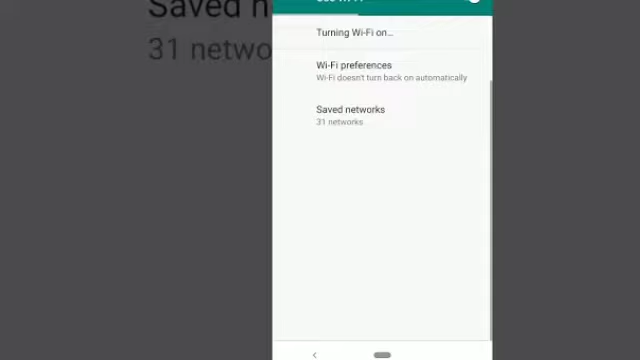 Saved n
31 netwo
Turning Wi-Fi on…
Wi-Fi preferences
Wi-Fi doesn't turn back on automatically
Saved networks
31 networks